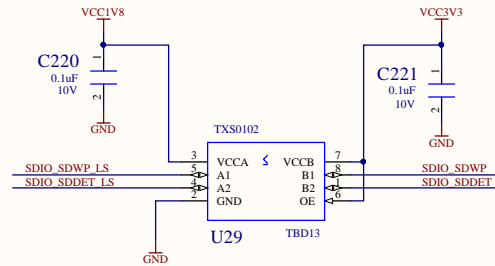 VCC1V8
VCC3V3
1
C220
0.1uF
10V
2
GND
1
C221
0.1uF
10V
2
GND
TXS0102
3
VCCA
VCCB
7
SDIO_SDWP_LS
5
A1
B1
8
SDIO_SDWP
SDIO_SDDET_LS
4
A2
B2
1
SDIO_SDDET
2
GND
OE
6
U29
TBD13
GND